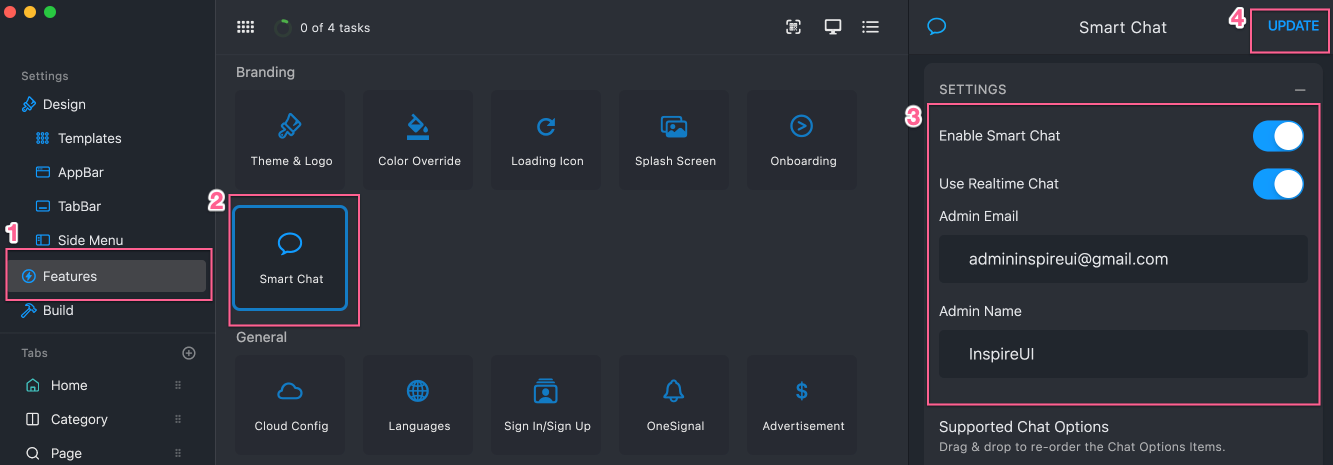 0 of 4 tasks
Smart Chat
4
UPDATE
Settings
Design
Templates
AppBar
TabBar
Side Menu
1
Features
Build
Tabs
Home
Category
Page
Branding
Theme & Logo
Color Override
Loading Icon
Splash Screen
Onboarding
2
Smart Chat
General
Cloud Config
Languages
Sign In/Sign Up
OneSignal
Advertisement
SETTINGS
3
Enable Smart Chat
Use Realtime Chat
Admin Email
admininspireui@gmail.com
Admin Name
InspireUI
Supported Chat Options
Drag & drop to re-order the Chat Options Items.